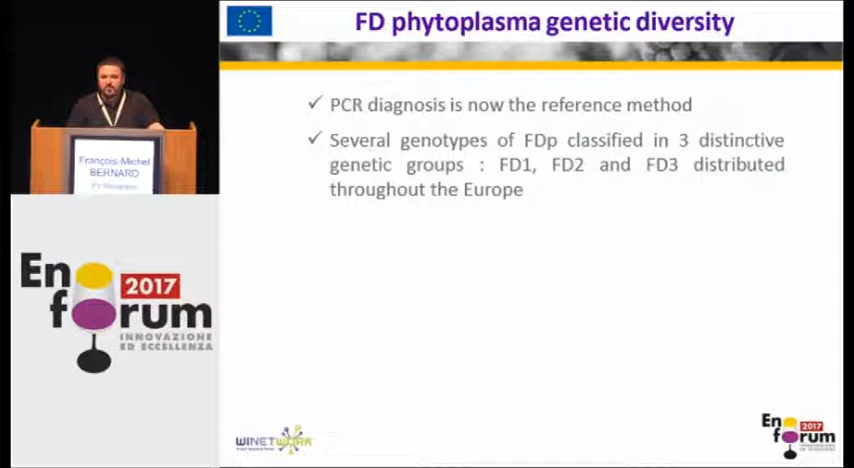 FD phytoplasma genetic diversity
✓ PCR diagnosis is now the reference method
✓ Several genotypes of FDp classified in 3 distinctive
genetic groups : FD1, FD2 and FD3 distributed
throughout the Europe
François-Michel
BERNARD
En
2017
forum
INNOVAZIONE
ED ECCELLENZA
WINETWORK
En
2017
forum